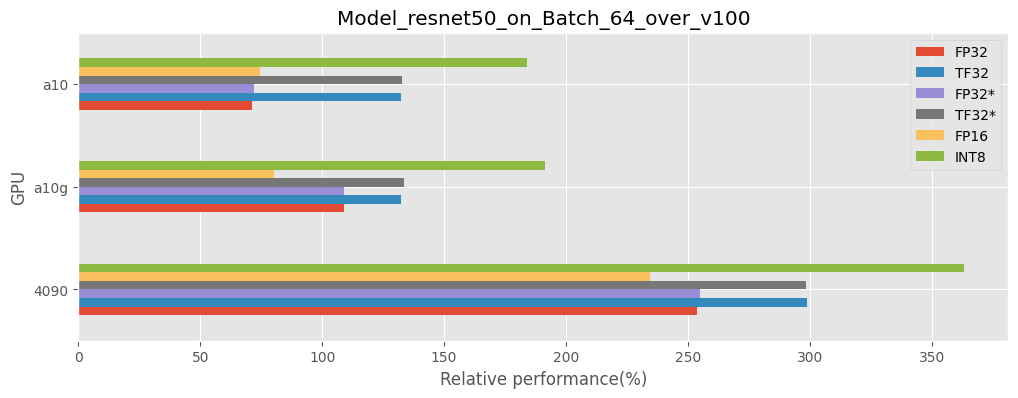 Model_resnet50_on_Batch_64_over_v100
FP32
TF32
FP32*
TF32*
FP16
INT8
GPU
a10
a10g
4090
0 50 100 150 200 250 300 350
Relative performance(%)